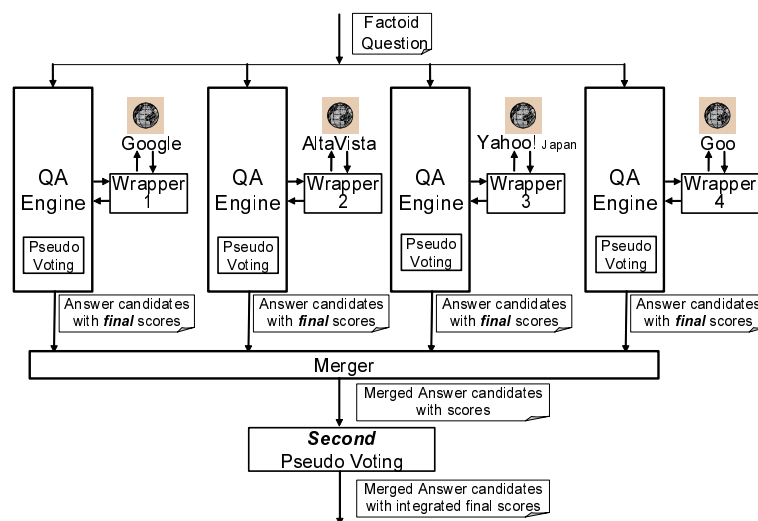 Factoid
Question
Google
QA
Engine
Wrapper
1
Pseudo
Voting
AltaVista
QA
Engine
Wrapper
2
Pseudo
Voting
Yahoo! Japan
QA
Engine
Wrapper
3
Pseudo
Voting
Goo
QA
Engine
Wrapper
4
Pseudo
Voting
Answer candidates
with final scores
Answer candidates
with final scores
Answer candidates
with final scores
Answer candidates
with final scores
Merger
Merged Answer candidates
with scores
Second
Pseudo Voting
Merged Answer candidates
with integrated final scores